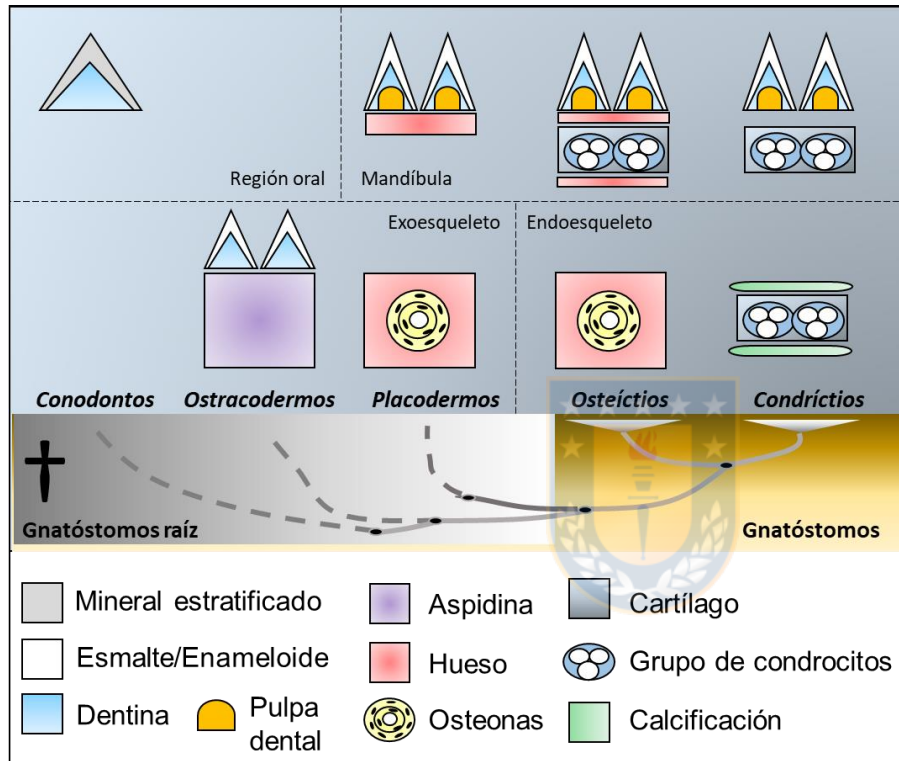 Región oral
Mandíbula
Exoesqueleto
Endoesqueleto
Conodontos
Ostracodermos
Placodermos
Osteíctios
Condríctios
Gnatóstomos raíz
Gnatóstomos
Mineral estratificado
Aspidina
Cartílago
Esmalte/Enameloide
Hueso
Grupo de condrocitos
Dentina
Pulpa
dental
Osteonas
Calcificación